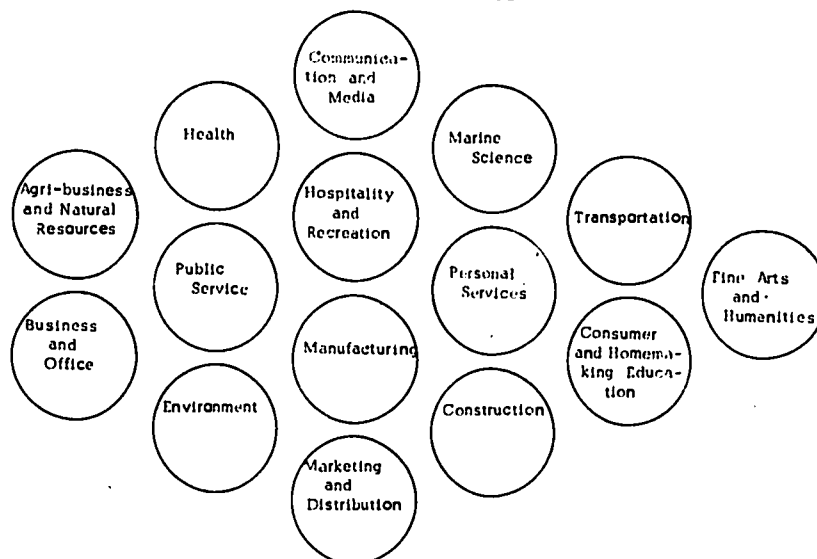 Communica-
tion and
Media
Health
Marine
Science
Agri-business
and Natural
Resources
Hospitality
and
Recreation
Transportation
Public
Service
Personal
Services
Fine Arts
and
Humanities
Business
and
Office
Manufacturing
Consumer
and Homema-
king Educa-
tion
Environment
Construction
Marketing
and
Distribution